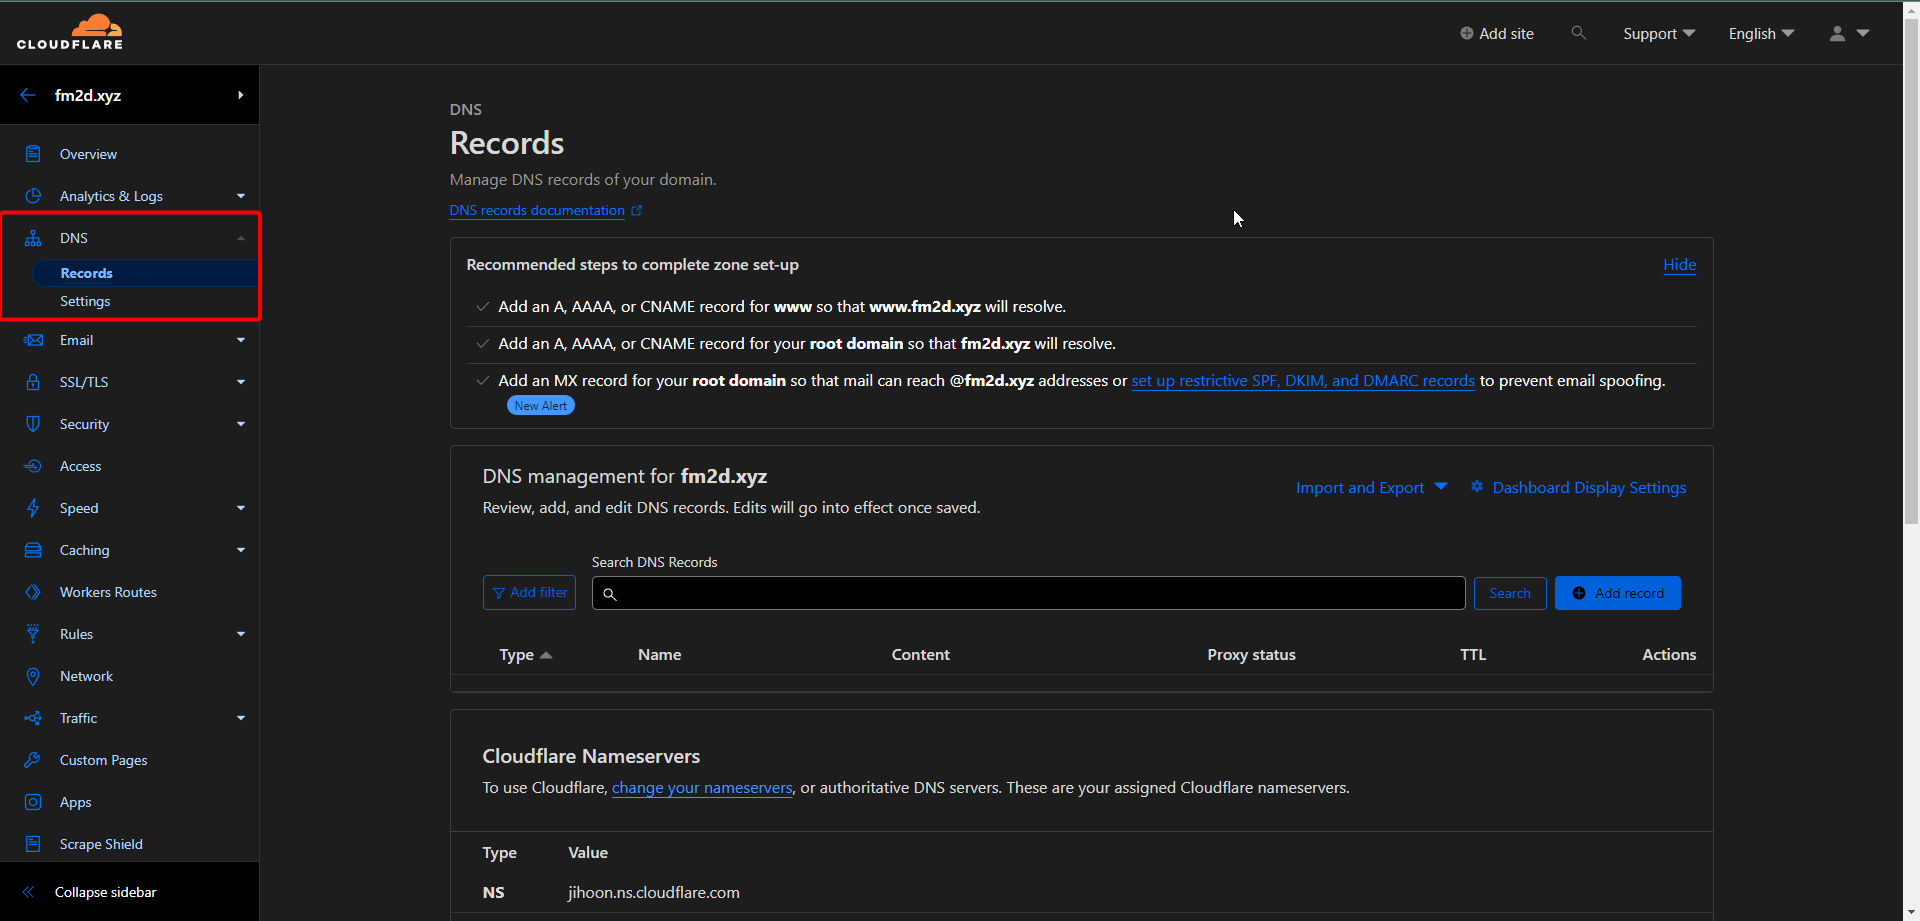 CLOUDFLARE
Add site
Support
English
fm2d.xyz
Overview
Analytics & Logs
DNS
Records
Settings
Email
SSL/TLS
Security
Access
Speed
Caching
Workers Routes
Rules
Network
Traffic
Custom Pages
Apps
Scrape Shield
Collapse sidebar
DNS
Records
Manage DNS records of your domain.
DNS records documentation
Recommended steps to complete zone set-up
Hide
Add an A, AAAA, or CNAME record for www so that www.fm2d.xyz will resolve.
Add an A, AAAA, or CNAME record for your root domain so that fm2d.xyz will resolve.
Add an MX record for your root domain so that mail can reach @fm2d.xyz addresses or set up restrictive SPF, DKIM, and DMARC records to prevent email spoofing.
New Alert
DNS management for fm2d.xyz
Review, add, and edit DNS records. Edits will go into effect once saved.
Import and Export
Dashboard Display Settings
Search DNS Records
Add filter
Search
Add record
Type Name Content Proxy status TTL Actions
Cloudflare Nameservers
To use Cloudflare, change your nameservers, or authoritative DNS servers. These are your assigned Cloudflare nameservers.
Type Value
NS jihoon.ns.cloudflare.com